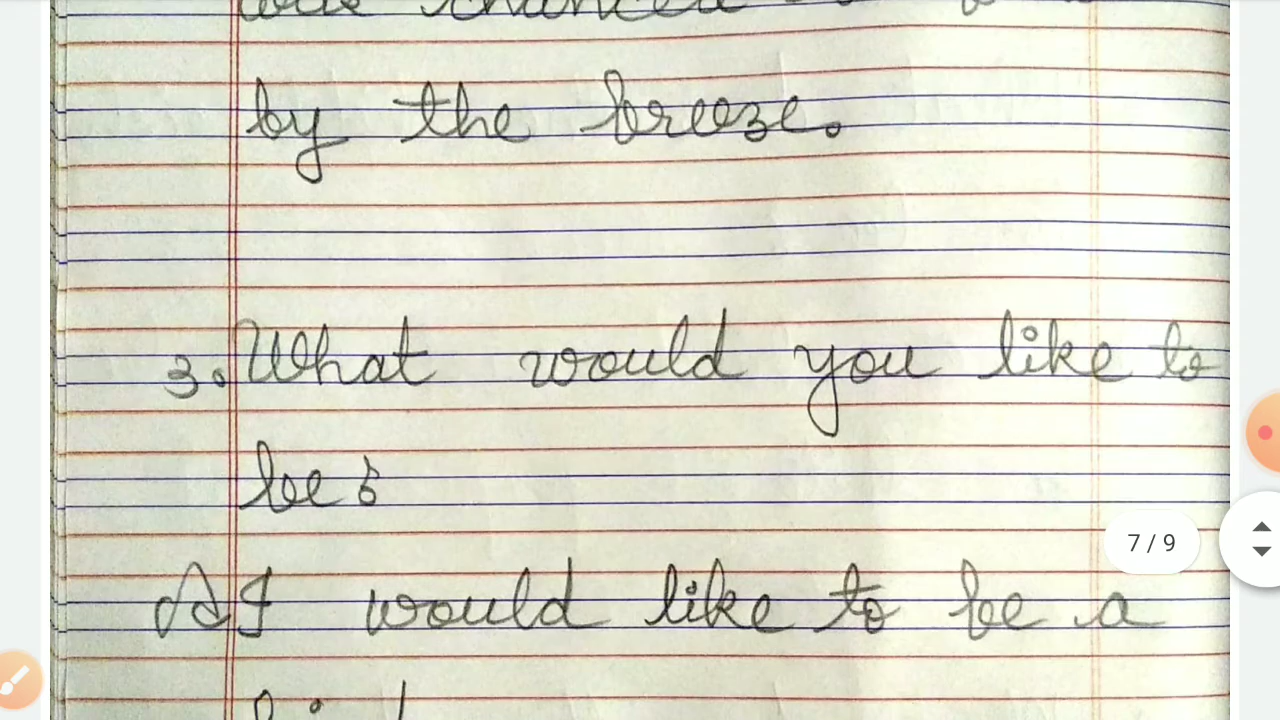 by the breeze.
3. What would you like to
be?
A I would like to be a
7 / 9